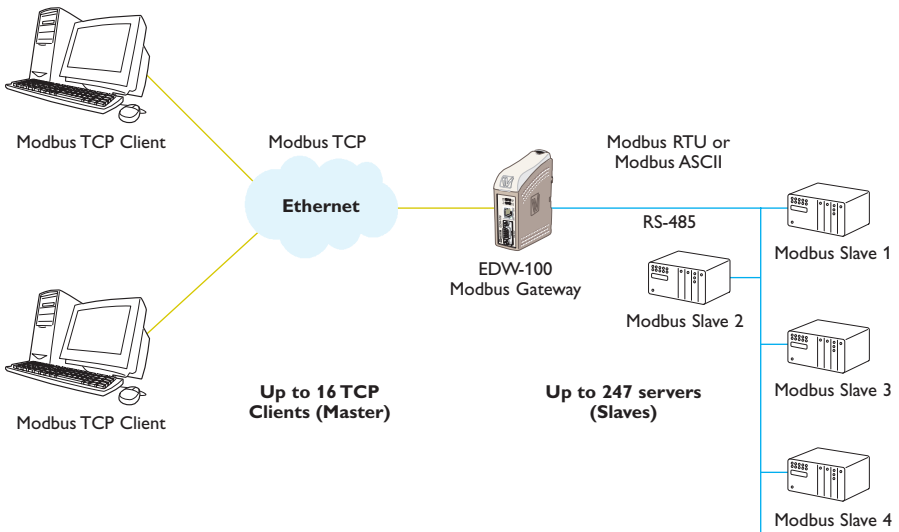 Modbus TCP Client
Modbus TCP
Ethernet
Modbus RTU or
Modbus ASCII
RS-485
EDW-100
Modbus Gateway
Modbus Slave 1
Modbus Slave 2
Modbus Slave 3
Modbus Slave 4
Modbus TCP Client
Up to 16 TCP
Clients (Master)
Up to 247 servers
(Slaves)